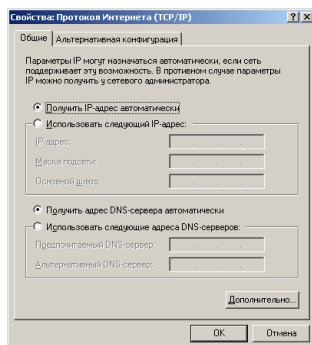 Свойства: Протокол Интернета (TCP/IP)
Общие
Альтернативная конфигурация
Параметры IP могут назначаться автоматически, если сеть
поддерживает эту возможность. В противном случае параметры
IP можно получить у сетевого администратора.
Получить IP-адрес автоматически
Использовать следующий IP-адрес:
IP-адрес:
Маска подсети:
Основной шлюз:
Получить адрес DNS-сервера автоматически
Использовать следующие адреса DNS-серверов:
Предпочитаемый DNS-сервер:
Альтернативный DNS-сервер:
Дополнительно...
OK
Отмена